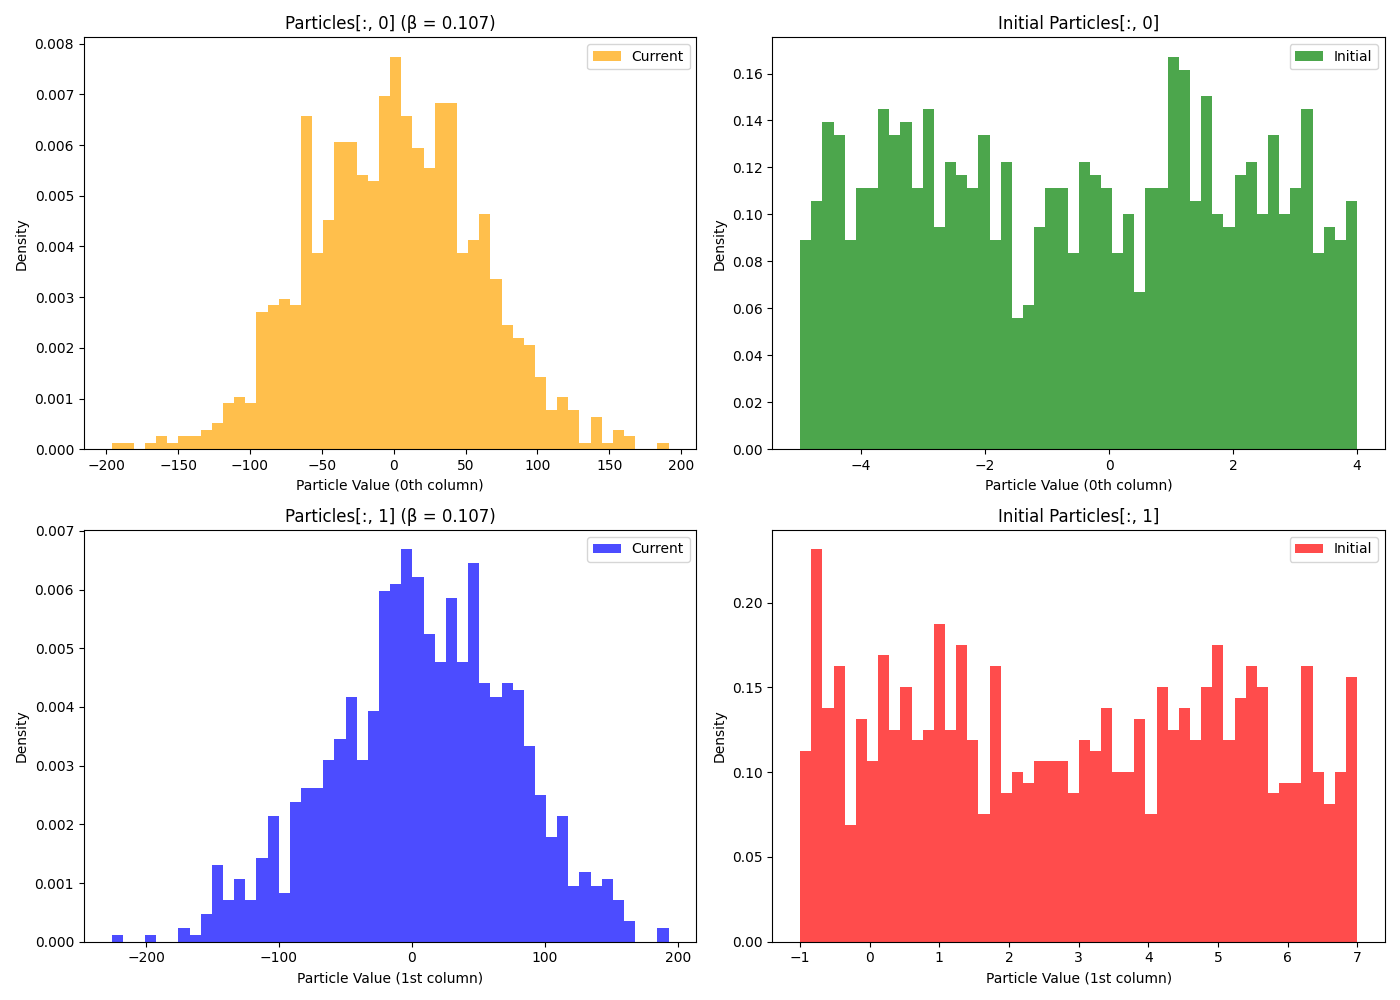 Particles[:, 0] (β = 0.107)
Density
0.008
0.007
0.006
0.005
0.004
0.003
0.002
0.001
0.000
Current
−200 −150 −100 −50 0 50 100 150 200
Particle Value (0th column)
Initial Particles[:, 0]
Density
0.16
0.14
0.12
0.10
0.08
0.06
0.04
0.02
0.00
Initial
−4 −2 0 2 4
Particle Value (0th column)
Particles[:, 1] (β = 0.107)
Density
0.007
0.006
0.005
0.004
0.003
0.002
0.001
0.000
Current
−200 −100 0 100 200
Particle Value (1st column)
Initial Particles[:, 1]
Density
0.20
0.15
0.10
0.05
0.00
Initial
−1 0 1 2 3 4 5 6 7
Particle Value (1st column)